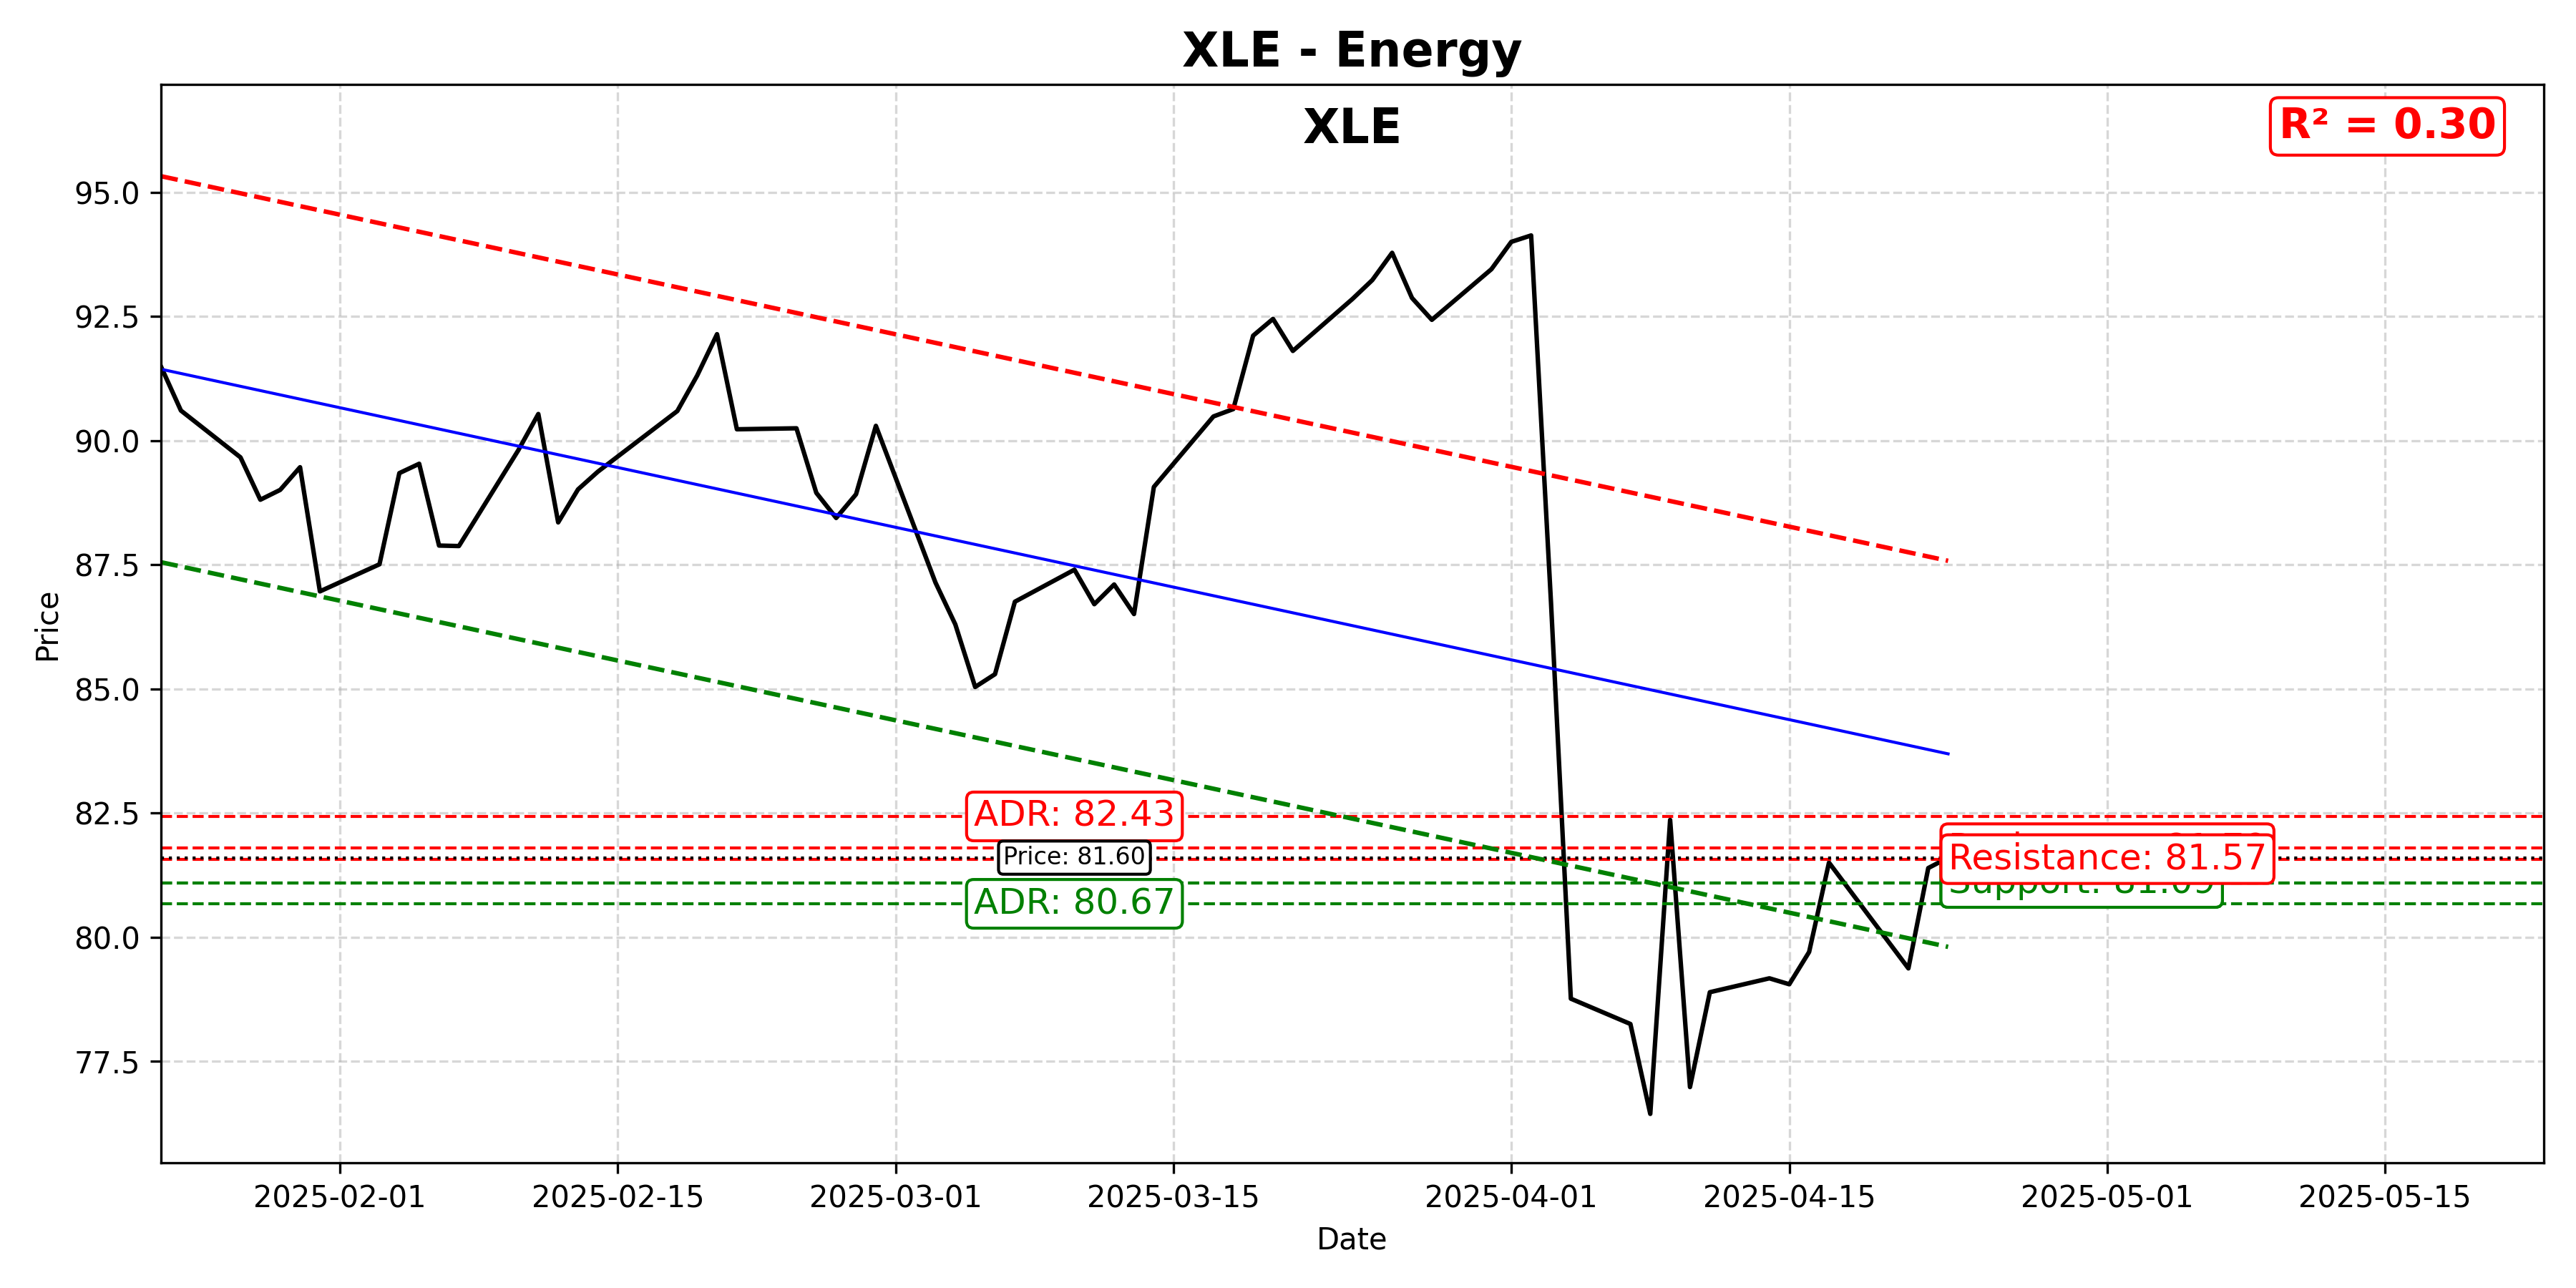 XLE - Energy
XLE
R² = 0.30
95.0
92.5
90.0
87.5
85.0
82.5
80.0
77.5
Price
ADR: 82.43
Price: 81.60
ADR: 80.67
Resistance: 81.57
Support: 81.09
2025-02-01
2025-02-15
2025-03-01
2025-03-15
2025-04-01
2025-04-15
2025-05-01
2025-05-15
Date